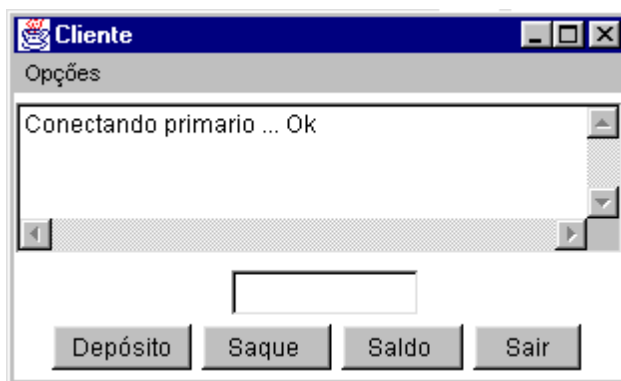 Cliente
Opções
Conectando primario ... Ok
Depósito Saque Saldo Sair